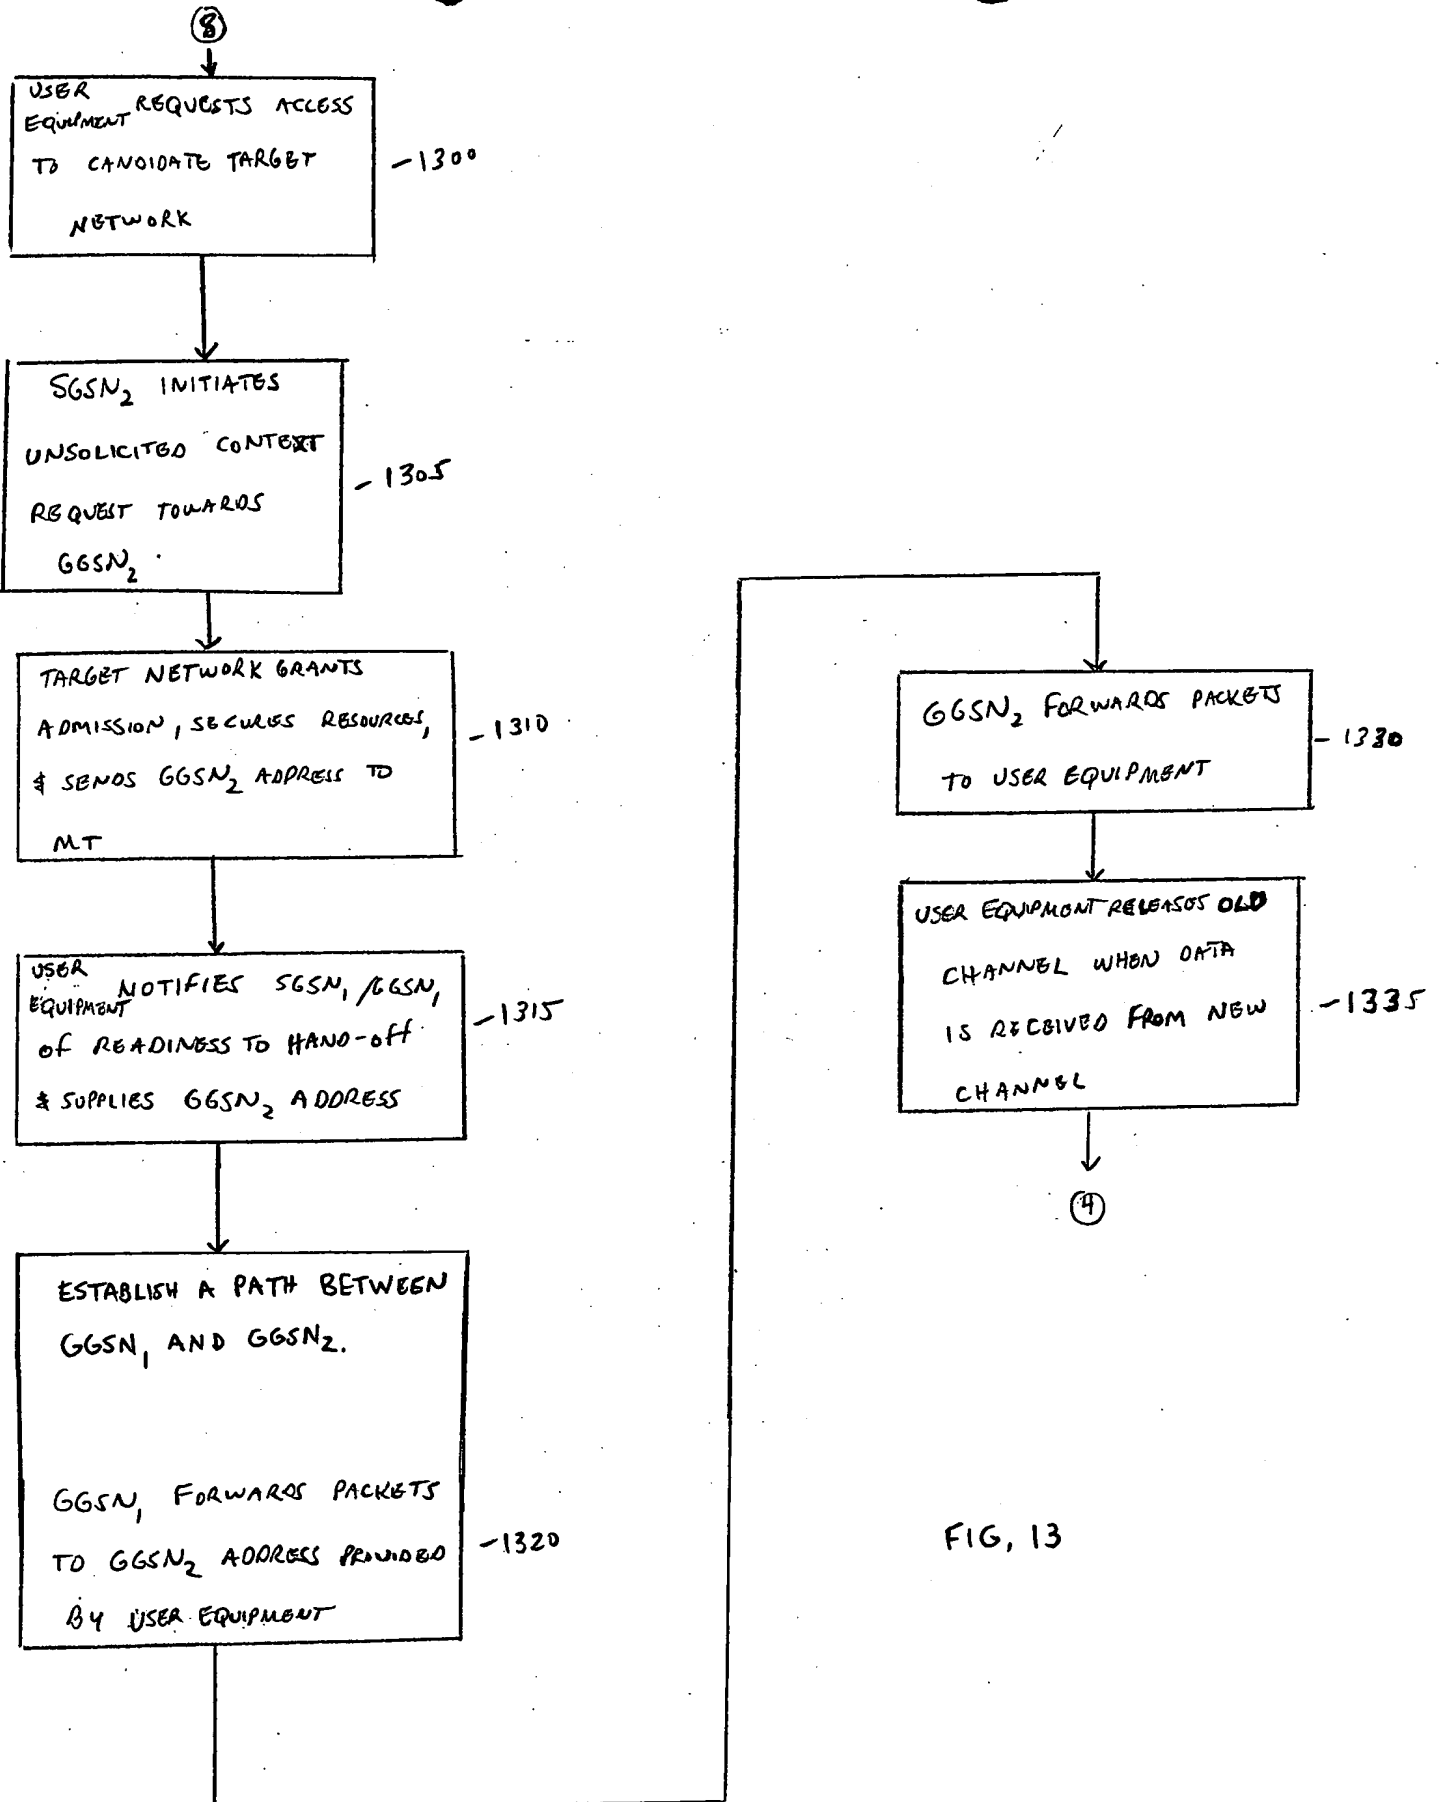 8
USER
EQUIPMENT REQUESTS ACCESS
TO CANDIDATE TARGET
NETWORK
-1300
SGSN2 INITIATES
UNSOLICITED CONTEXT
REQUEST TOWARDS
GGSN2
-1305
TARGET NETWORK GRANTS
ADMISSION, SECURES RESOURCES,
& SENDS GGSN2 ADDRESS TO
MT
-1310
USER
EQUIPMENT NOTIFIES SGSN1/GGSN1
of READINESS TO HAND-off
& SUPPLIES GGSN2 ADDRESS
-1315
ESTABLISH A PATH BETWEEN
GGSN1 AND GGSN2.
GGSN1 FORWARDS PACKETS
TO GGSN2 ADDRESS PROVIDED
BY USER EQUIPMENT
-1320
GGSN2 FORWARDS PACKETS
TO USER EQUIPMENT
-1330
USER EQUIPMENT RELEASES OLD
CHANNEL WHEN DATA
IS RECEIVED FROM NEW
CHANNEL
-1335
4
FIG, 13